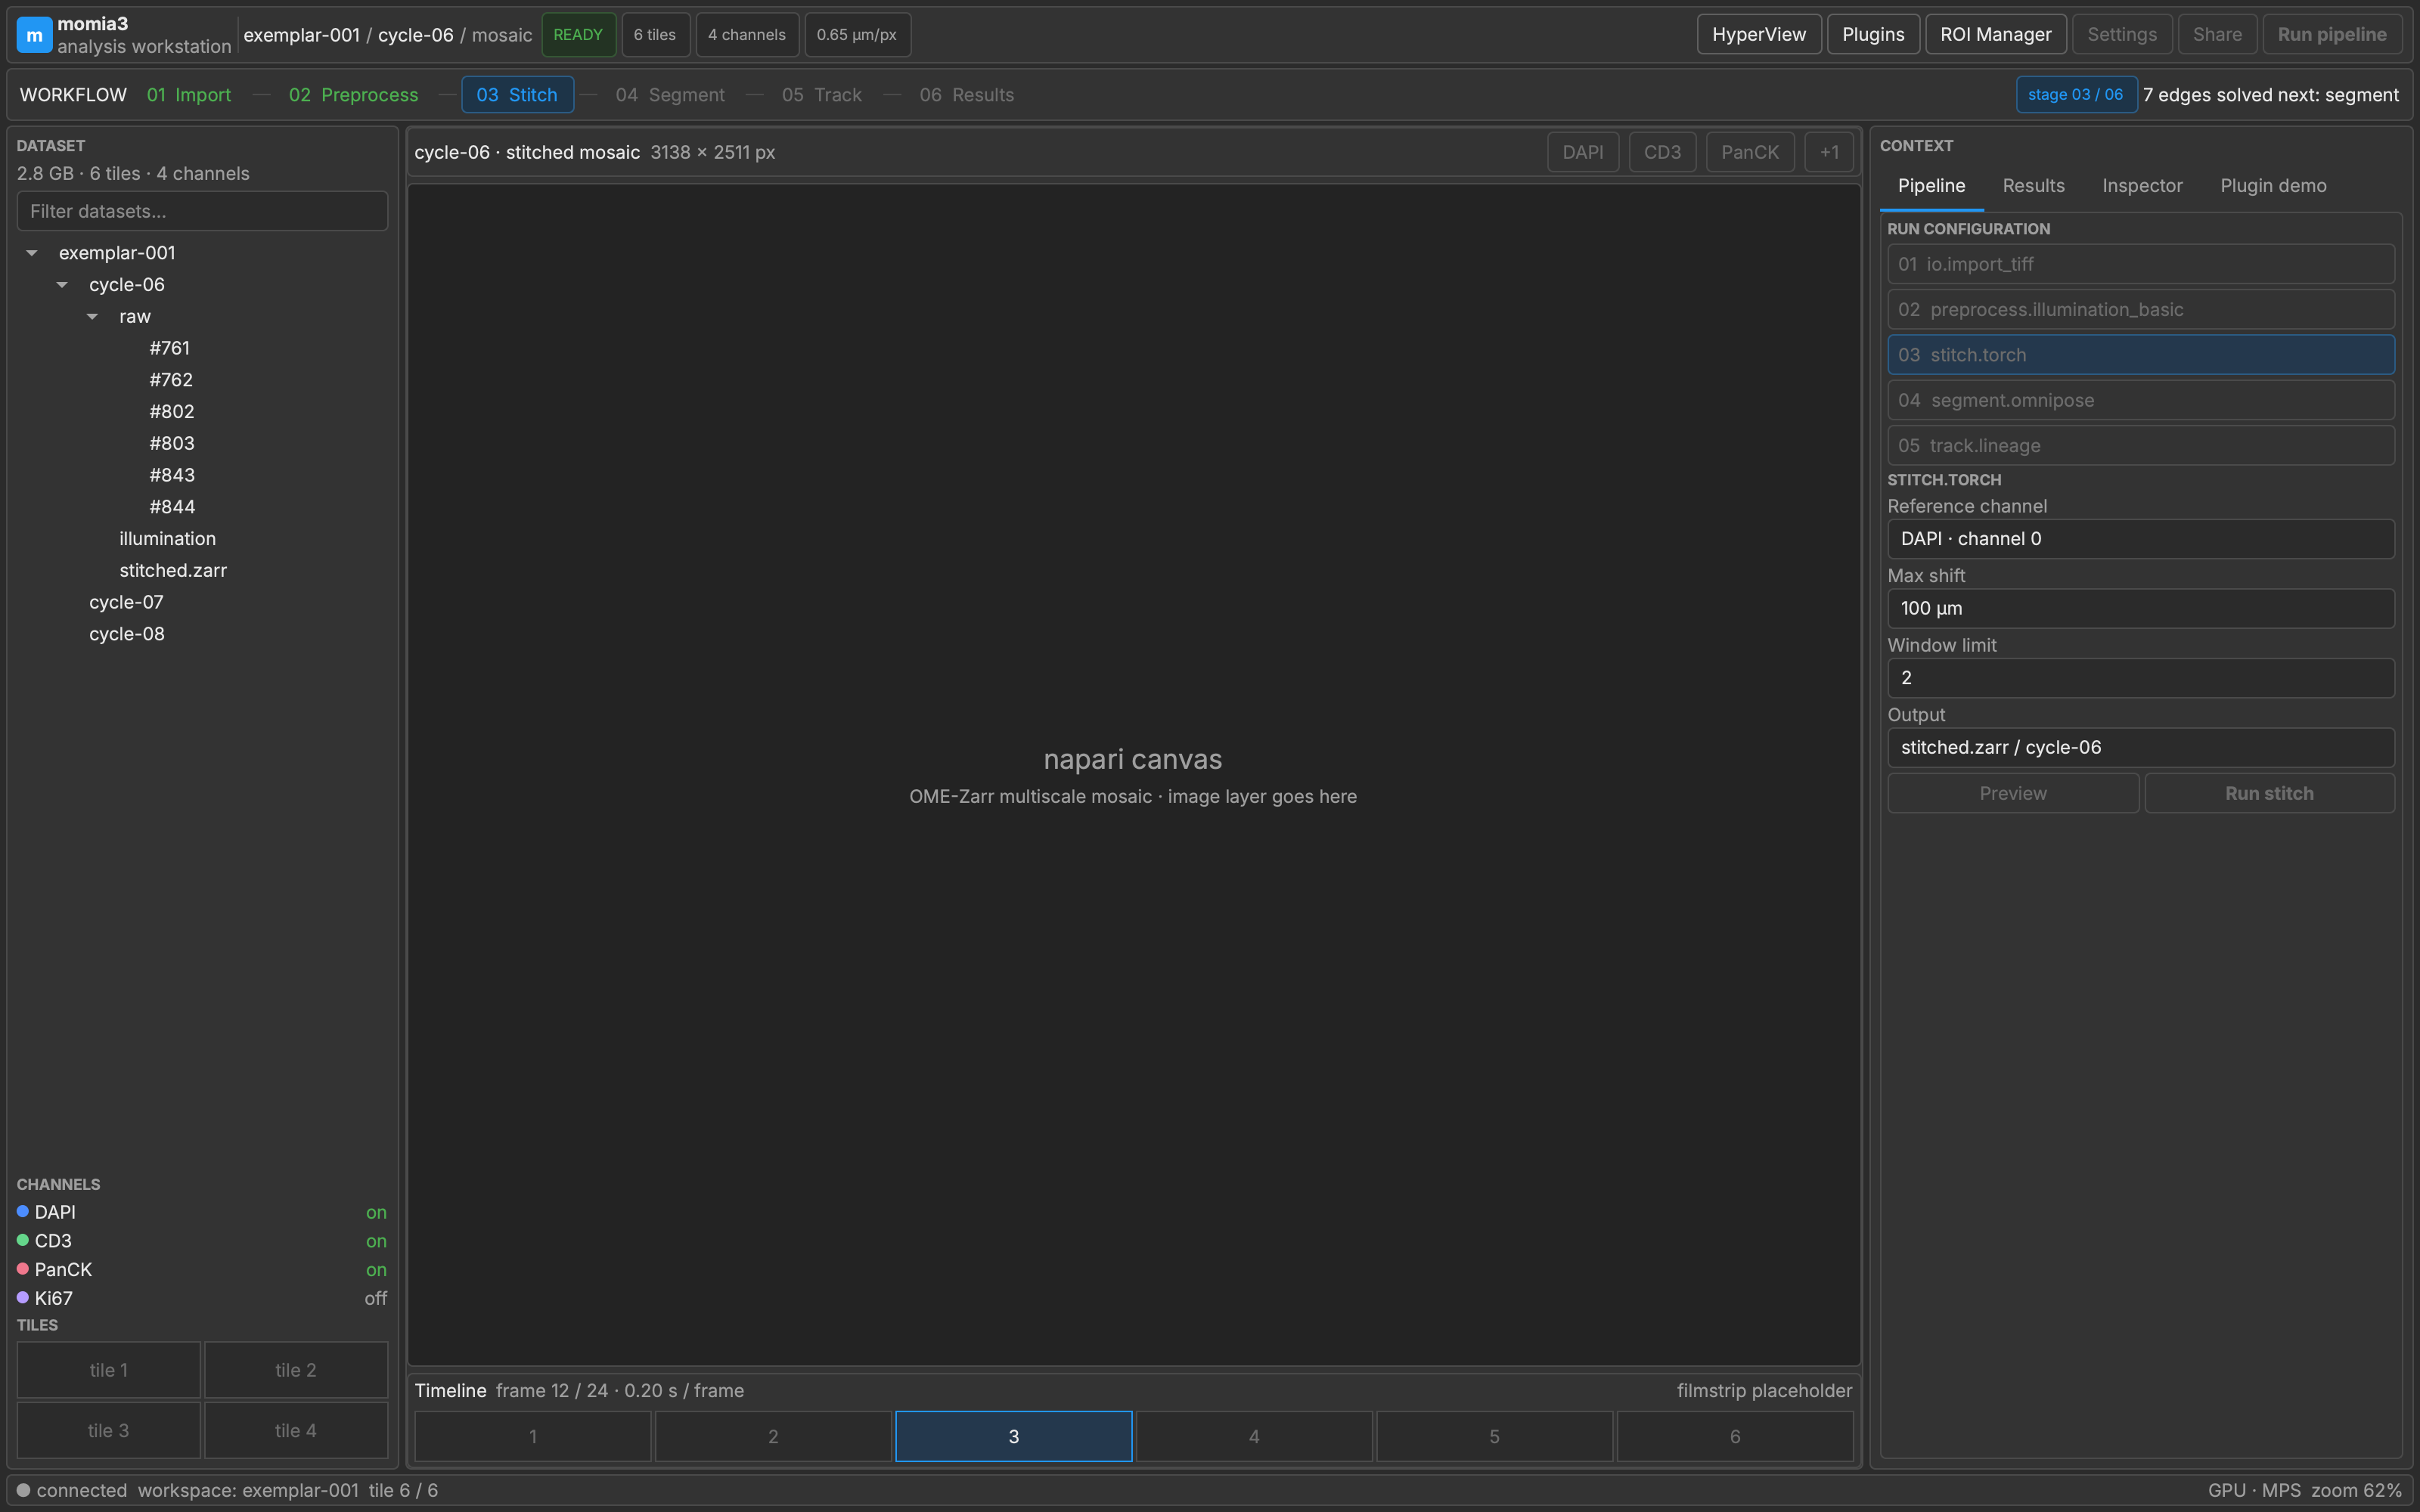 m momia3
analysis workstation
exemplar-001 / cycle-06 / mosaic READY 6 tiles 4 channels 0.65 µm/px
HyperView Plugins ROI Manager Settings Share Run pipeline
WORKFLOW 01 Import — 02 Preprocess — 03 Stitch — 04 Segment — 05 Track — 06 Results
stage 03 / 06 7 edges solved next: segment
DATASET
2.8 GB · 6 tiles · 4 channels
Filter datasets...
exemplar-001
cycle-06
raw
#761
#762
#802
#803
#843
#844
illumination
stitched.zarr
cycle-07
cycle-08
CHANNELS
DAPI on
CD3 on
PanCK on
Ki67 off
TILES
tile 1 tile 2
tile 3 tile 4
cycle-06 · stitched mosaic 3138 × 2511 px
DAPI CD3 PanCK +1
napari canvas
OME-Zarr multiscale mosaic · image layer goes here
Timeline frame 12 / 24 · 0.20 s / frame filmstrip placeholder
1 2 3 4 5 6
CONTEXT
Pipeline Results Inspector Plugin demo
RUN CONFIGURATION
01 io.import_tiff
02 preprocess.illumination_basic
03 stitch.torch
04 segment.omnipose
05 track.lineage
STITCH.TORCH
Reference channel
DAPI · channel 0
Max shift
100 µm
Window limit
2
Output
stitched.zarr / cycle-06
Preview Run stitch
connected workspace: exemplar-001 tile 6 / 6
GPU · MPS zoom 62%